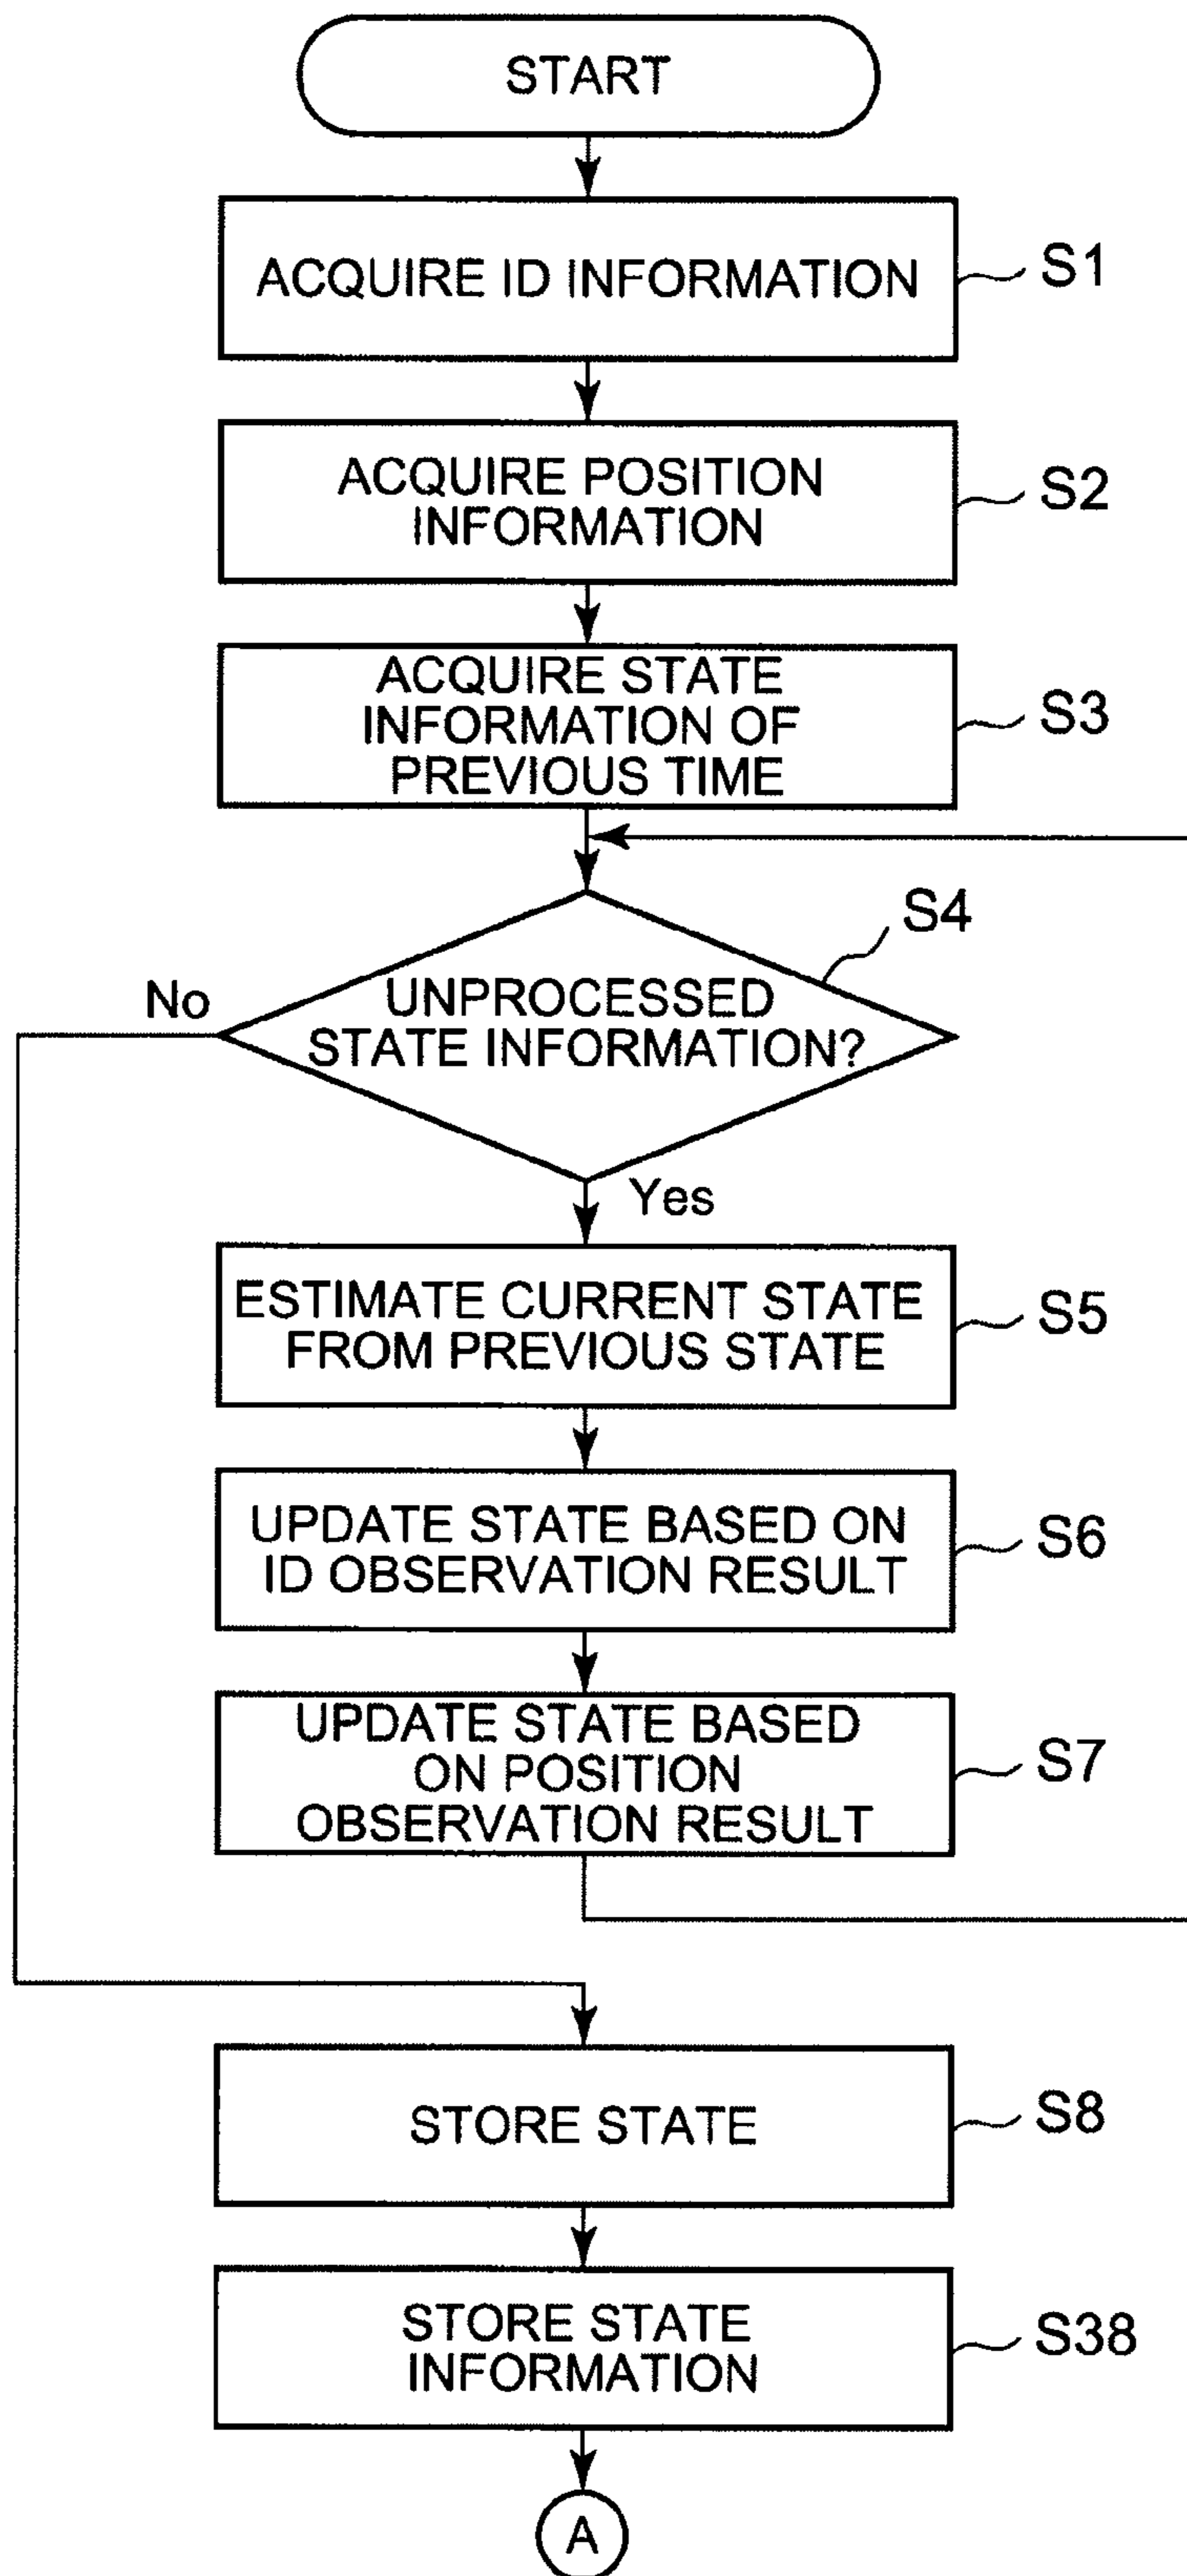 START
ACQUIRE ID INFORMATION
S1
ACQUIRE POSITION
INFORMATION
S2
ACQUIRE STATE
INFORMATION OF
PREVIOUS TIME
S3
S4
No
UNPROCESSED
STATE INFORMATION?
Yes
ESTIMATE CURRENT STATE
FROM PREVIOUS STATE
S5
UPDATE STATE BASED ON
ID OBSERVATION RESULT
S6
UPDATE STATE BASED
ON POSITION
OBSERVATION RESULT
S7
STORE STATE
S8
STORE STATE
INFORMATION
S38
A